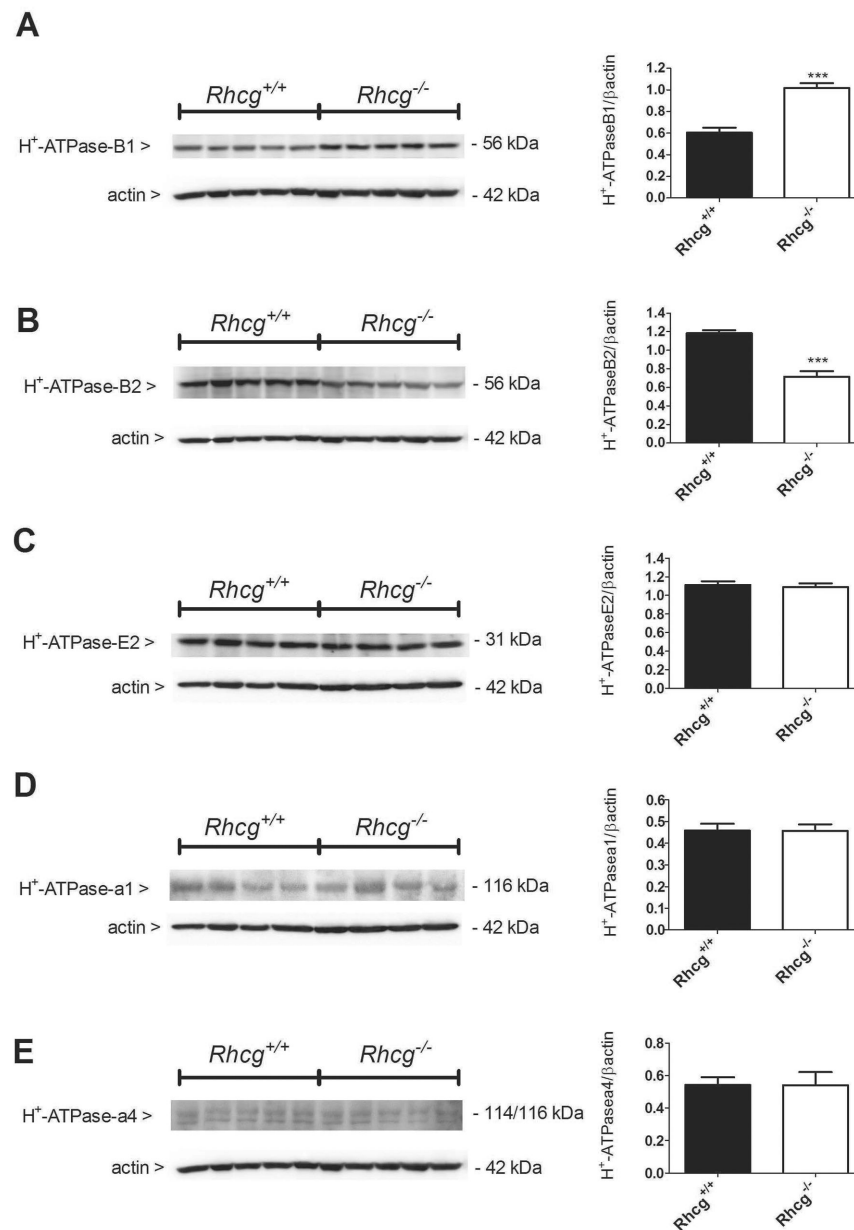 A
Rhcg+/+ Rhcg-/-
H+-ATPase-B1 > - 56 kDa
actin > - 42 kDa
H+-ATPaseB1/βactin
1.2
1.0
0.8
0.6
0.4
0.2
0.0
***
Rhcg+/+ Rhcg-/-
B
Rhcg+/+ Rhcg-/-
H+-ATPase-B2 > - 56 kDa
actin > - 42 kDa
H+-ATPaseB2/βactin
1.4
1.2
1.0
0.8
0.6
0.4
0.2
0.0
***
Rhcg+/+ Rhcg-/-
C
Rhcg+/+ Rhcg-/-
H+-ATPase-E2 > - 31 kDa
actin > - 42 kDa
H+-ATPaseE2/βactin
1.4
1.2
1.0
0.8
0.6
0.4
0.2
0.0
Rhcg+/+ Rhcg-/-
D
Rhcg+/+ Rhcg-/-
H+-ATPase-a1 > - 116 kDa
actin > - 42 kDa
H+-ATPasea1/βactin
0.6
0.5
0.4
0.3
0.2
0.1
0.0
Rhcg+/+ Rhcg-/-
E
Rhcg+/+ Rhcg-/-
H+-ATPase-a4 > - 114/116 kDa
actin > - 42 kDa
H+-ATPasea4/βactin
0.8
0.6
0.4
0.2
0.0
Rhcg+/+ Rhcg-/-